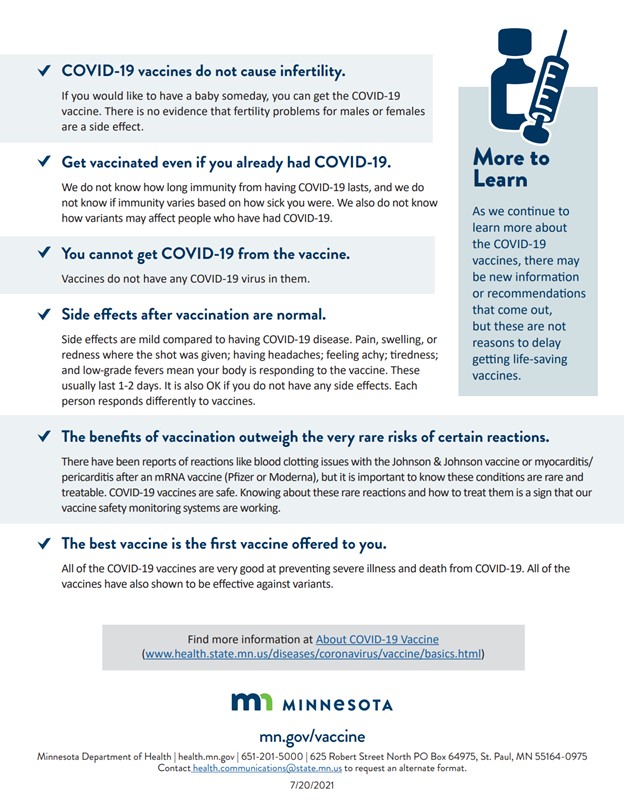 COVID-19 vaccines do not cause infertility.
If you would like to have a baby someday, you can get the COVID-19
vaccine. There is no evidence that fertility problems for males or females
are a side effect.
Get vaccinated even if you already had COVID-19.
We do not know how long immunity from having COVID-19 lasts, and we do
not know if immunity varies based on how sick you were. We also do not know
how variants may affect people who have had COVID-19.
You cannot get COVID-19 from the vaccine.
Vaccines do not have any COVID-19 virus in them.
Side effects after vaccination are normal.
Side effects are mild compared to having COVID-19 disease. Pain, swelling, or
redness where the shot was given; having headaches; feeling achy; tiredness;
and low-grade fevers mean your body is responding to the vaccine. These
usually last 1-2 days. It is also OK if you do not have any side effects. Each
person responds differently to vaccines.
More to
Learn
As we continue to
learn more about
the COVID-19
vaccines, there may
be new information
or recommendations
that come out,
but these are not
reasons to delay
getting life-saving
vaccines.
The benefits of vaccination outweigh the very rare risks of certain reactions.
There have been reports of reactions like blood clotting issues with the Johnson & Johnson vaccine or myocarditis/
pericarditis after an mRNA vaccine (Pfizer or Moderna), but it is important to know these conditions are rare and
treatable. COVID-19 vaccines are safe. Knowing about these rare reactions and how to treat them is a sign that our
vaccine safety monitoring systems are working.
The best vaccine is the first vaccine offered to you.
All of the COVID-19 vaccines are very good at preventing severe illness and death from COVID-19. All of the
vaccines have also shown to be effective against variants.
Find more information at About COVID-19 Vaccine
(www.health.state.mn.us/diseases/coronavirus/vaccine/basics.html)
mn MINNESOTA
mn.gov/vaccine
Minnesota Department of Health | health.mn.gov | 651-201-5000 | 625 Robert Street North PO Box 64975, St. Paul, MN 55164-0975
Contact health.communications@state.mn.us to request an alternate format.
7/20/2021